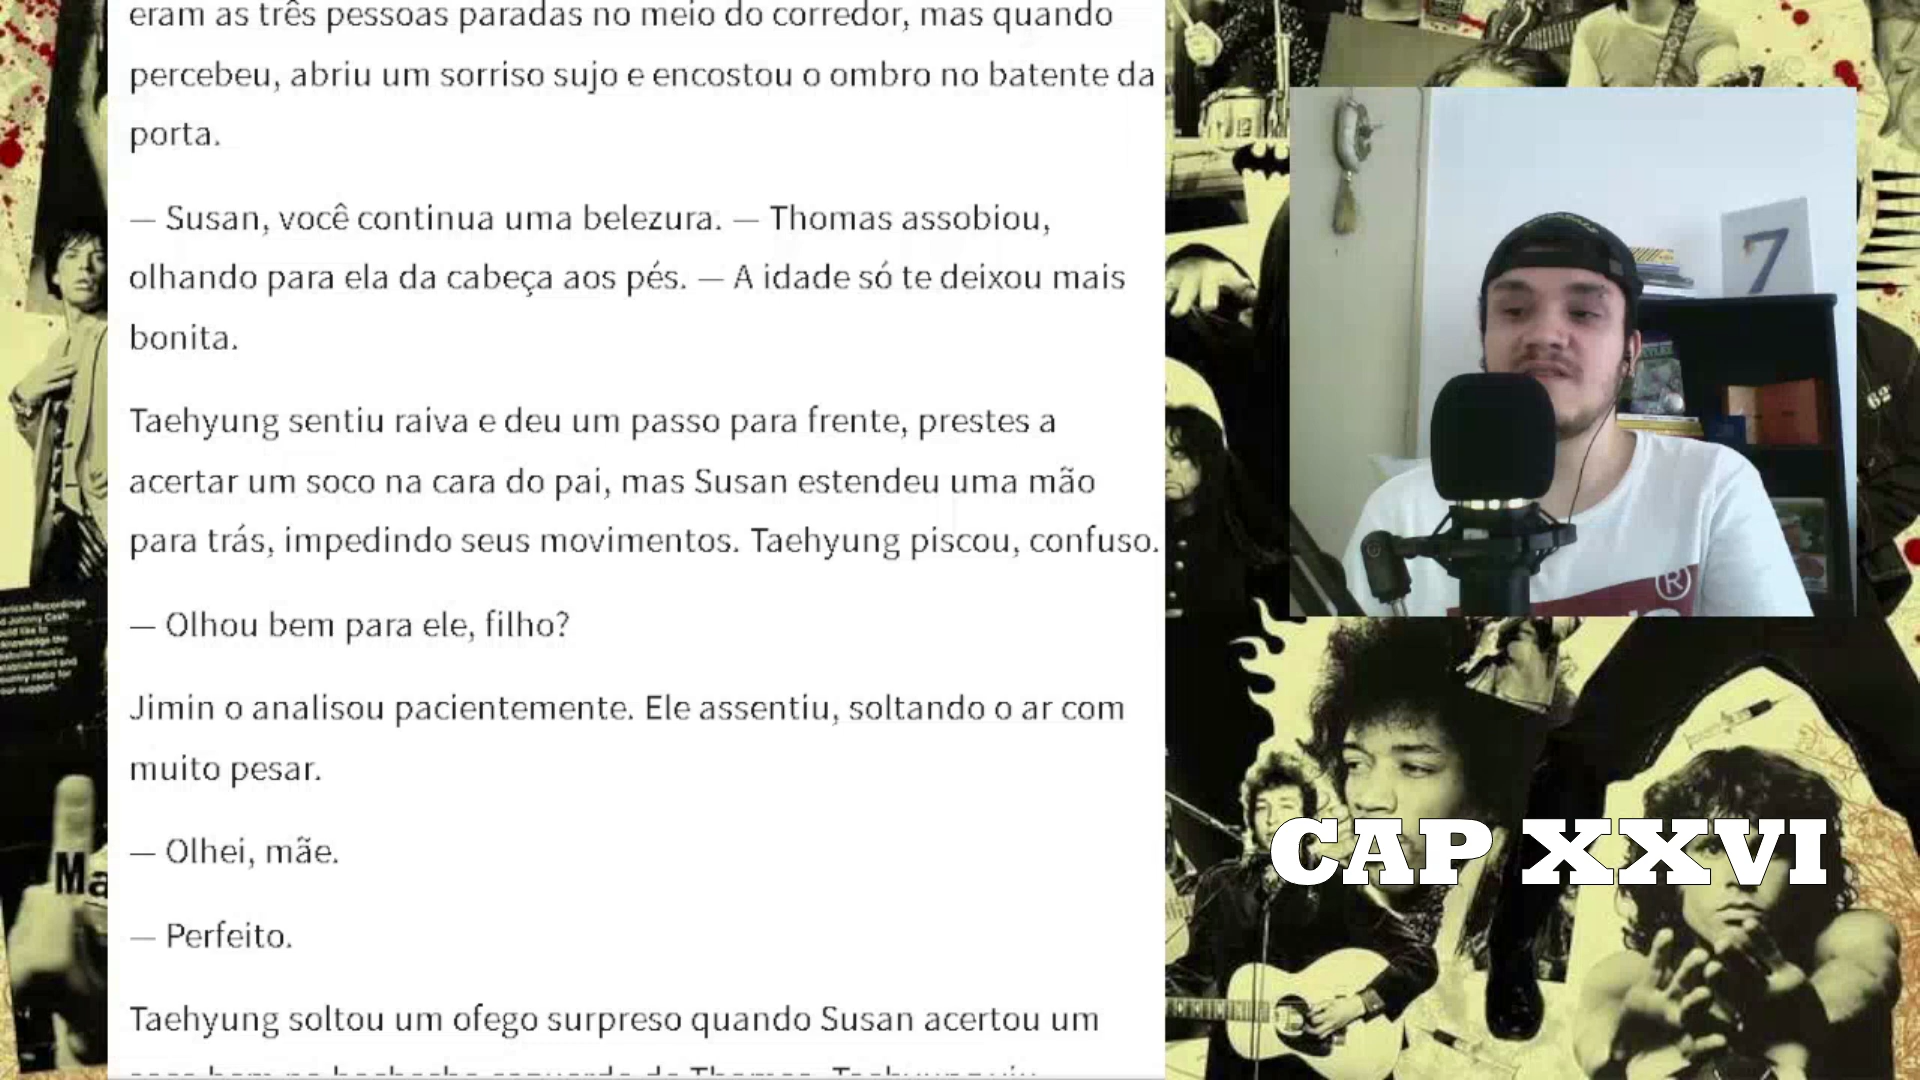 eram as três pessoas paradas no meio do corredor, mas quando
percebeu, abriu um sorriso sujo e encostou o ombro no batente da
porta.
— Susan, você continua uma belezura. — Thomas assobiou,
olhando para ela da cabeça aos pés. — A idade só te deixou mais
bonita.
Taehyung sentiu raiva e deu um passo para frente, prestes a
acertar um soco na cara do pai, mas Susan estendeu uma mão
para trás, impedindo seus movimentos. Taehyung piscou, confuso.
— Olhou bem para ele, filho?
Jimin o analisou pacientemente. Ele assentiu, soltando o ar com
muito pesar.
— Olhei, mãe.
— Perfeito.
Taehyung soltou um ofego surpreso quando Susan acertou um
7
®
62
CAP XXVI
Ma